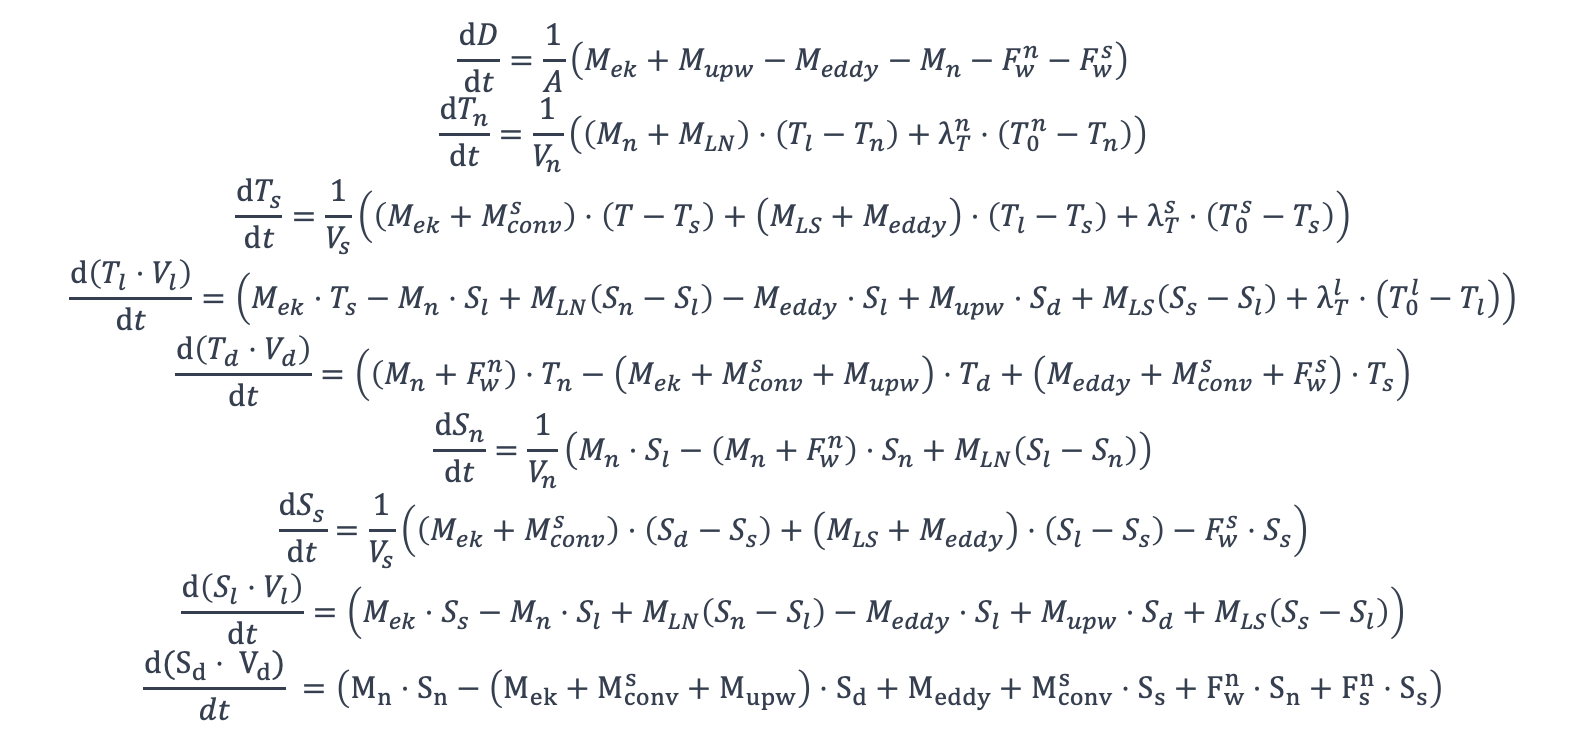 dD/dt = 1/A (M_ek + M_upw − M_eddy − M_n − F_w^n − F_w^s)
dT_n/dt = 1/V_n ((M_n + M_LN) · (T_l − T_n) + λ_T^n · (T_0^n − T_n))
dT_s/dt = 1/V_s ((M_ek + M_conv^s) · (T − T_s) + (M_LS + M_eddy) · (T_l − T_s) + λ_T^s · (T_0^s − T_s))
d(T_l · V_l)/dt = (M_ek · T_s − M_n · S_l + M_LN(S_n − S_l) − M_eddy · S_l + M_upw · S_d + M_LS(S_s − S_l) + λ_T^l · (T_0^l − T_l))
d(T_d · V_d)/dt = ((M_n + F_w^n) · T_n − (M_ek + M_conv^s + M_upw) · T_d + (M_eddy + M_conv^s + F_w^s) · T_s)
dS_n/dt = 1/V_n (M_n · S_l − (M_n + F_w^n) · S_n + M_LN(S_l − S_n))
dS_s/dt = 1/V_s ((M_ek + M_conv^s) · (S_d − S_s) + (M_LS + M_eddy) · (S_l − S_s) − F_w^s · S_s)
d(S_l · V_l)/dt = (M_ek · S_s − M_n · S_l + M_LN(S_n − S_l) − M_eddy · S_l + M_upw · S_d + M_LS(S_s − S_l))
d(S_d · V_d)/dt = (M_n · S_n − (M_ek + M_conv^s + M_upw) · S_d + M_eddy + M_conv^s · S_s + F_w^n · S_n + F_s^n · S_s)